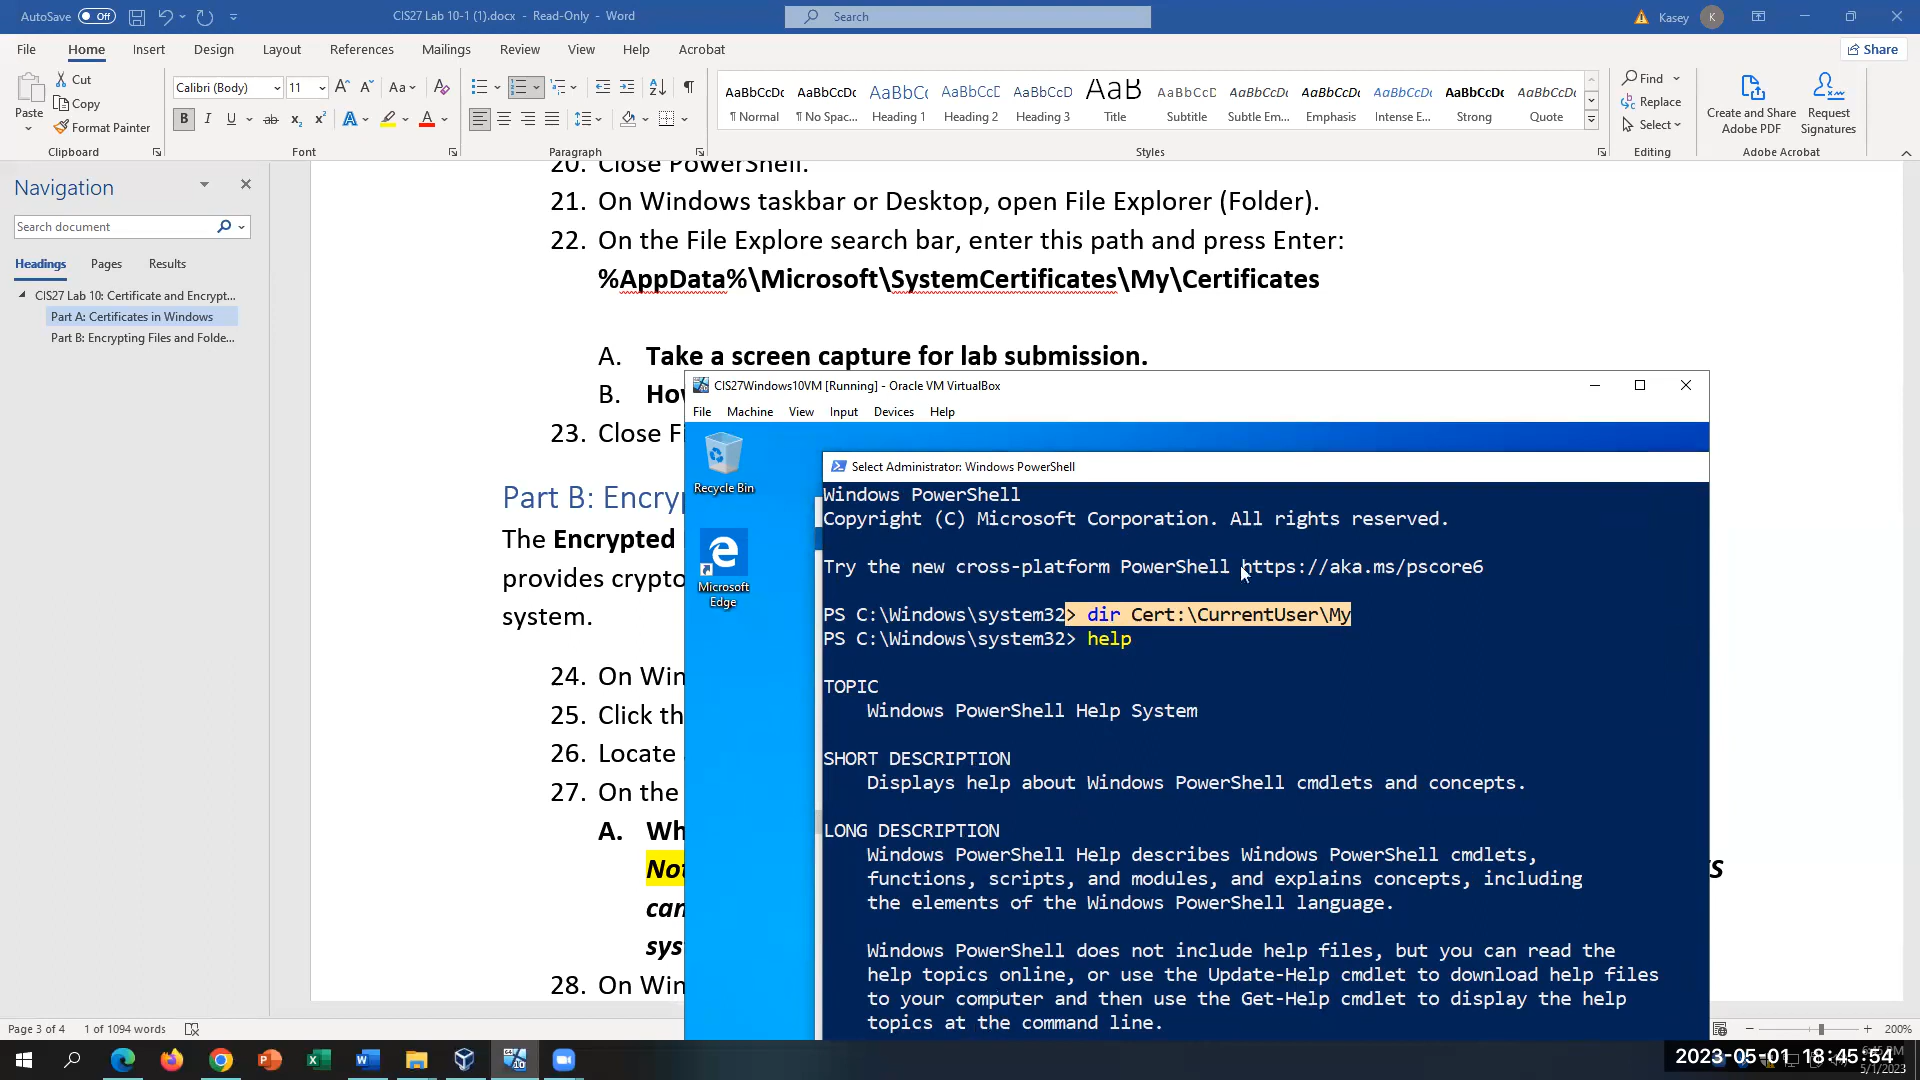 AutoSave Off
CIS27 Lab 10-1 (1).docx - Read-Only - Word
Search
Kasey K
File Home Insert Design Layout References Mailings Review View Help Acrobat
Share
Paste
Cut
Copy
Format Painter
Calibri (Body) 11
AaBbCcDc AaBbCcDc AaBbCc AaBbCcD AaBbCcDc AaB AaBbCcD AaBbCcDc AaBbCcDc AaBbCcDc AaBbCcDc AaBbCcDc
¶ Normal ¶ No Spac... Heading 1 Heading 2 Heading 3 Title Subtitle Subtle Em... Emphasis Intense E... Strong Quote
Find
Replace
Select
Create and Share Adobe PDF
Request Signatures
Clipboard Font Paragraph Styles Editing Adobe Acrobat
Navigation
Search document
Headings Pages Results
CIS27 Lab 10: Certificate and Encrypt...
Part A: Certificates in Windows
Part B: Encrypting Files and Folde...
20. Close PowerShell.
21. On Windows taskbar or Desktop, open File Explorer (Folder).
22. On the File Explore search bar, enter this path and press Enter:
%AppData%\Microsoft\SystemCertificates\My\Certificates
A. Take a screen capture for lab submission.
B. How
23. Close Fi
Part B: Encryp
The Encrypted
provides crypto
system.
24. On Win
25. Click th
26. Locate
27. On the
A. Wh
Not
can
sys
28. On Win
CIS27Windows10VM [Running] - Oracle VM VirtualBox
File Machine View Input Devices Help
Recycle Bin
Microsoft Edge
Select Administrator: Windows PowerShell
Windows PowerShell
Copyright (C) Microsoft Corporation. All rights reserved.
Try the new cross-platform PowerShell https://aka.ms/pscore6
PS C:\Windows\system32> dir Cert:\CurrentUser\My
PS C:\Windows\system32> help
TOPIC
Windows PowerShell Help System
SHORT DESCRIPTION
Displays help about Windows PowerShell cmdlets and concepts.
LONG DESCRIPTION
Windows PowerShell Help describes Windows PowerShell cmdlets,
functions, scripts, and modules, and explains concepts, including
the elements of the Windows PowerShell language.
Windows PowerShell does not include help files, but you can read the
help topics online, or use the Update-Help cmdlet to download help files
to your computer and then use the Get-Help cmdlet to display the help
topics at the command line.
Page 3 of 4 1 of 1094 words
200%
2023-05-01 18:45:54
5/1/2023